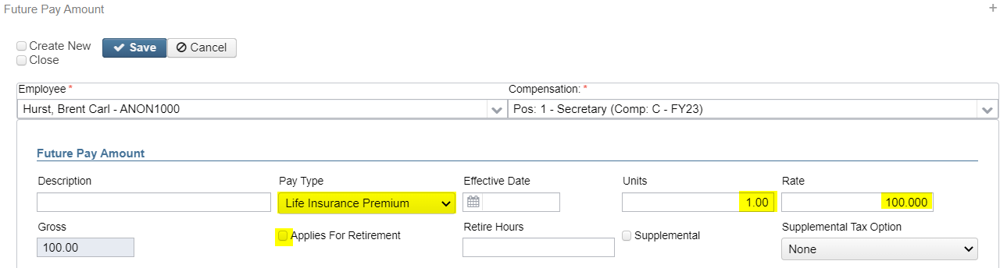 Future Pay Amount
Create New
Close
Save
Cancel
Employee *
Compensation: *
Hurst, Brent Carl - ANON1000
Pos: 1 - Secretary (Comp: C - FY23)
Future Pay Amount
Description
Pay Type
Effective Date
Units
Rate
Life Insurance Premium
1.00
100.000
Gross
Applies For Retirement
Retire Hours
Supplemental
Supplemental Tax Option
100.00
None